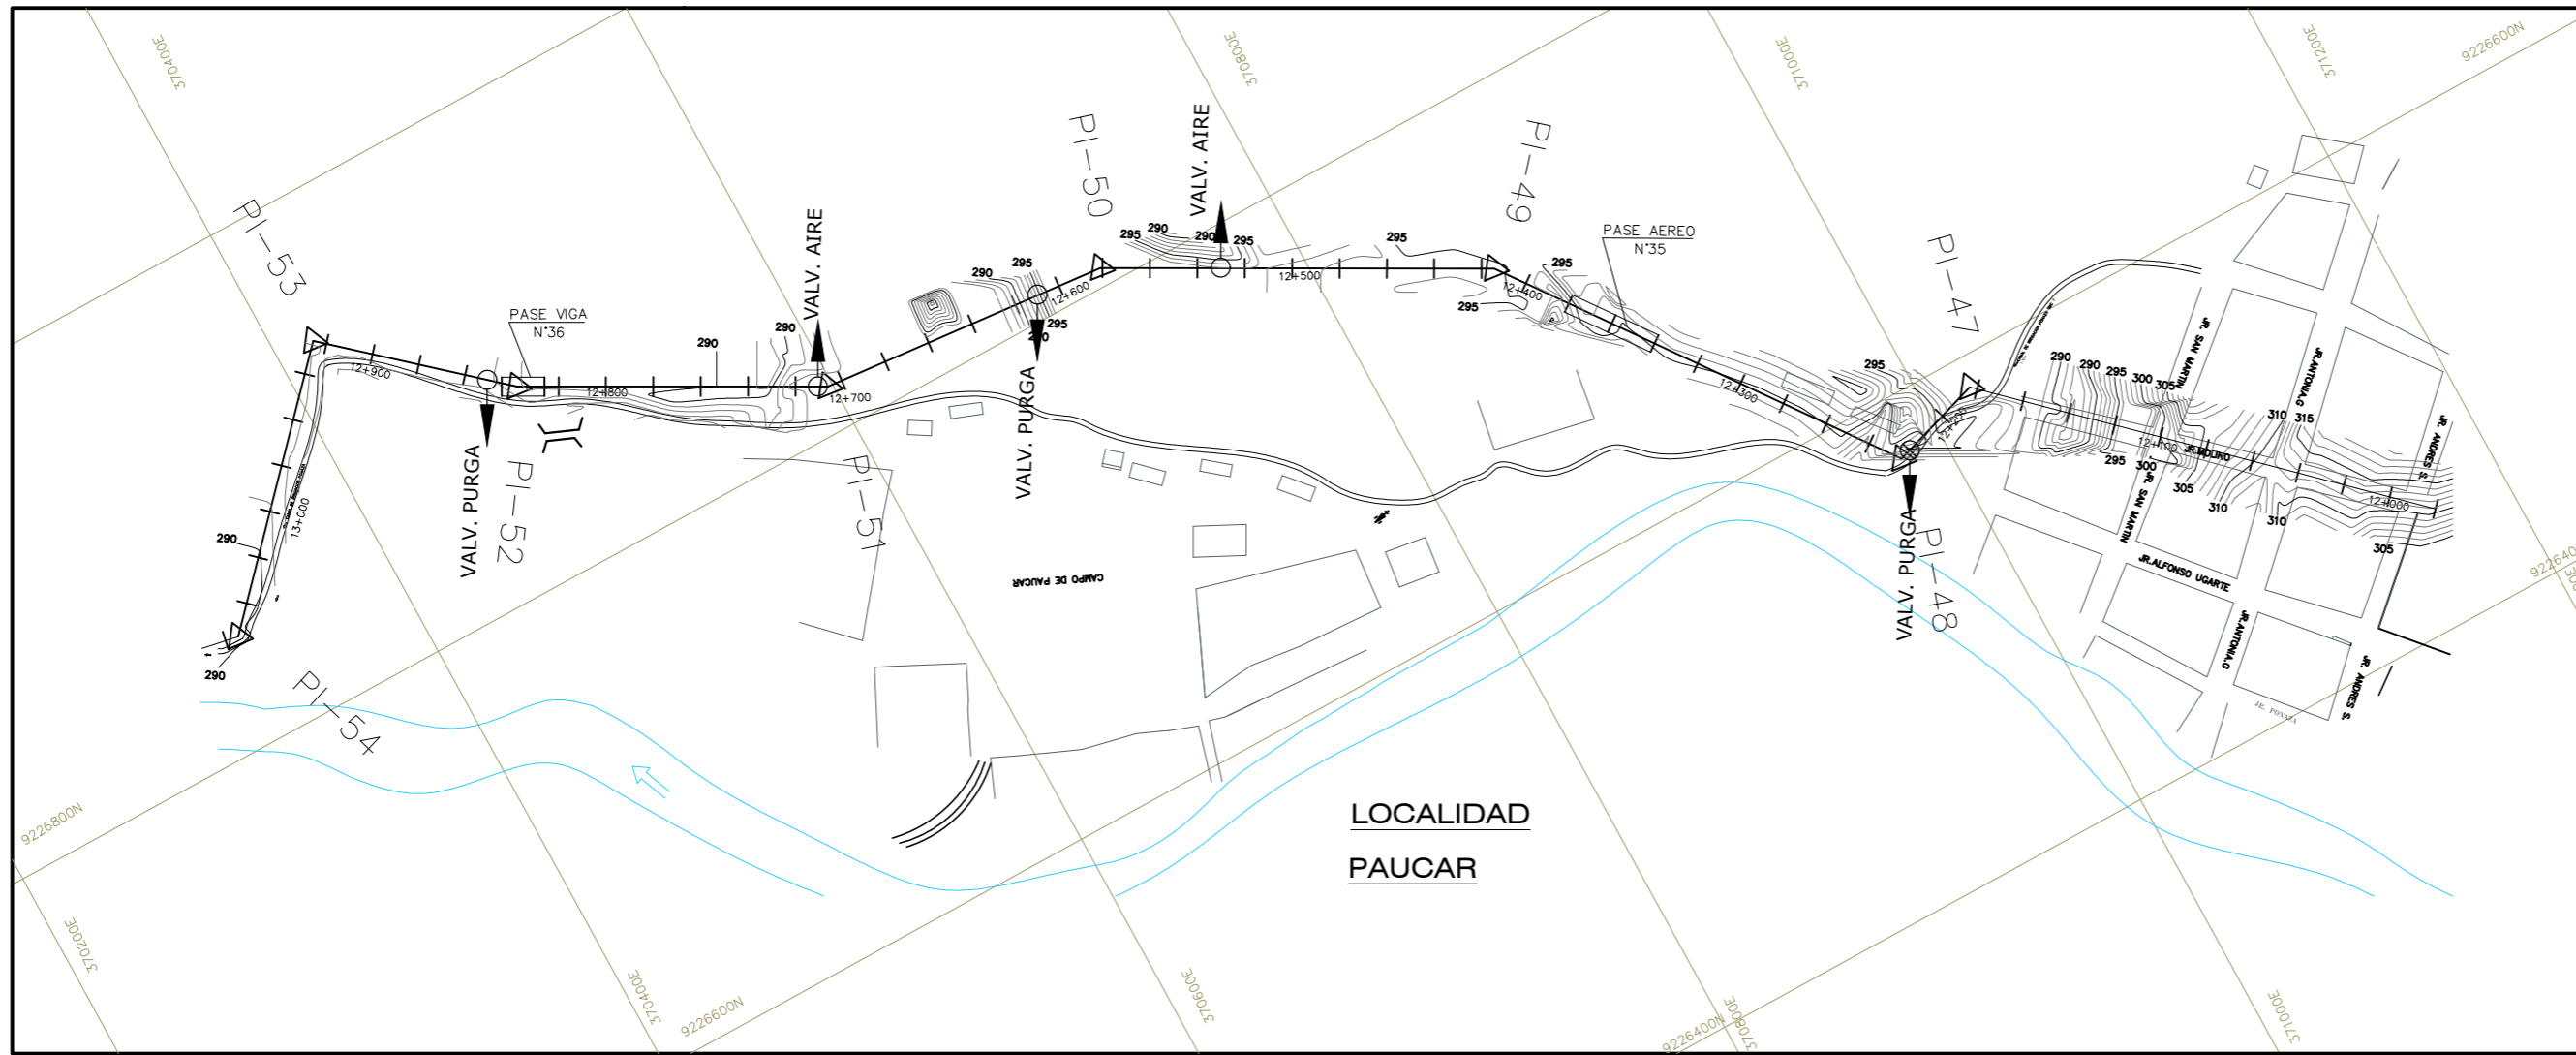 370400E
370800E
371000E
371200E
9226600N
PI-53
PI-50
VALV. AIRE
PI-49
PASE AEREO
N°35
PI-47
VALV. AIRE
PASE VIGA
N°36
295
290
290
295
295
290
295
12+600
295
290
12+500
295
295
12+400
290
290
12+900
12+800
12+700
12+300
295
12+200
290
290
295
300
305
310
315
JR. SAN MARTIN
JR.ANTONIA.G
JR. ANDRES S.
12+100
JR.MOLINO
295
300
305
310
310
12+000
305
JR. SAN MARTIN
JR.ALFONSO UGARTE
JR.ANTONIA.G
JR. ANDRES S.
JR. PONAZA
VALV. PURGA
PI-52
VALV. PURGA
PI-51
VALV. PURGA
PI-48
13+000
290
290
PI-54
CAMPO DE PAUCAR
LOCALIDAD
PAUCAR
9226800N
370200E
370400E
9226600N
370600E
9226400N
370800E
371000E